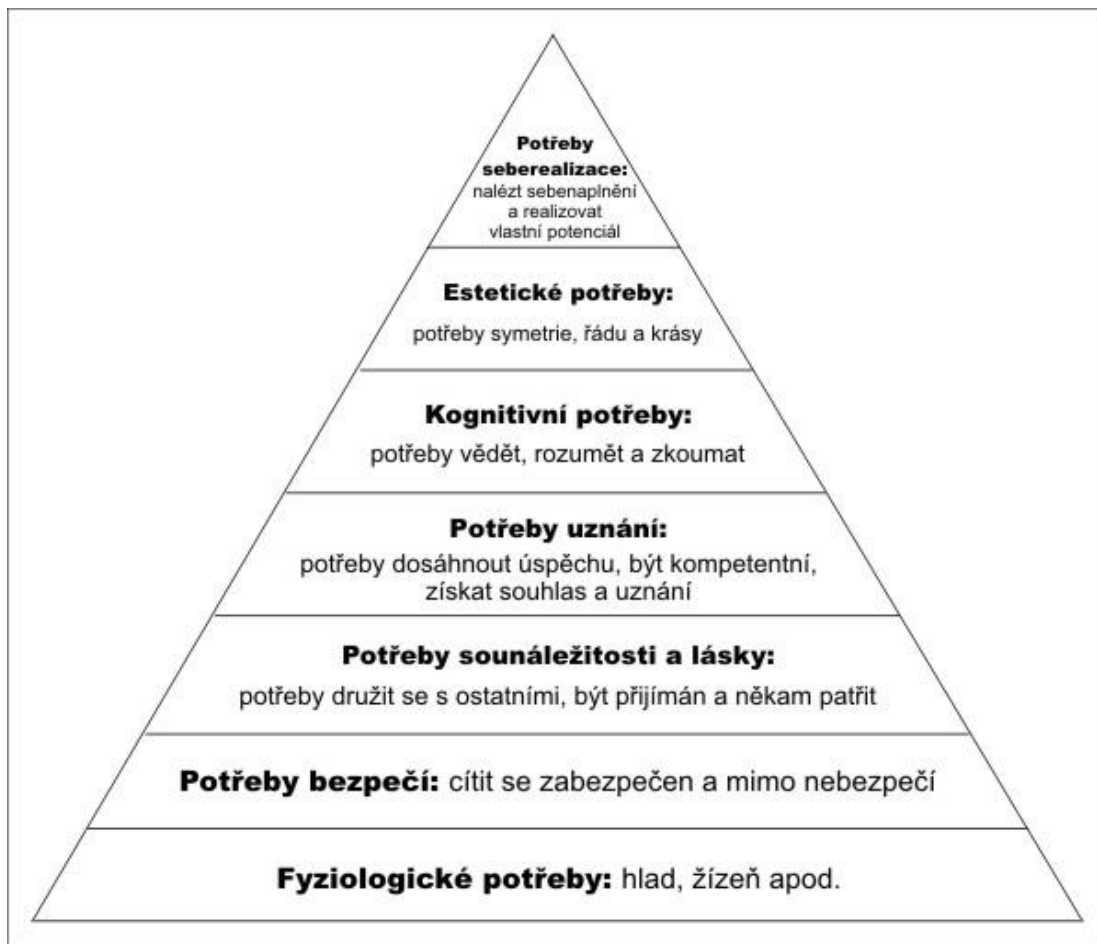 Potřeby
seberealizace:
nalézt sebenaplnění
a realizovat
vlastní potenciál
Estetické potřeby:
potřeby symetrie, řádu a krásy
Kognitivní potřeby:
potřeby vědět, rozumět a zkoumat
Potřeby uznání:
potřeby dosáhnout úspěchu, být kompetentní,
získat souhlas a uznání
Potřeby sounáležitosti a lásky:
potřeby družit se s ostatními, být přijímán a někam patřit
Potřeby bezpečí: cítit se zabezpečen a mimo nebezpečí
Fyziologické potřeby: hlad, žízeň apod.